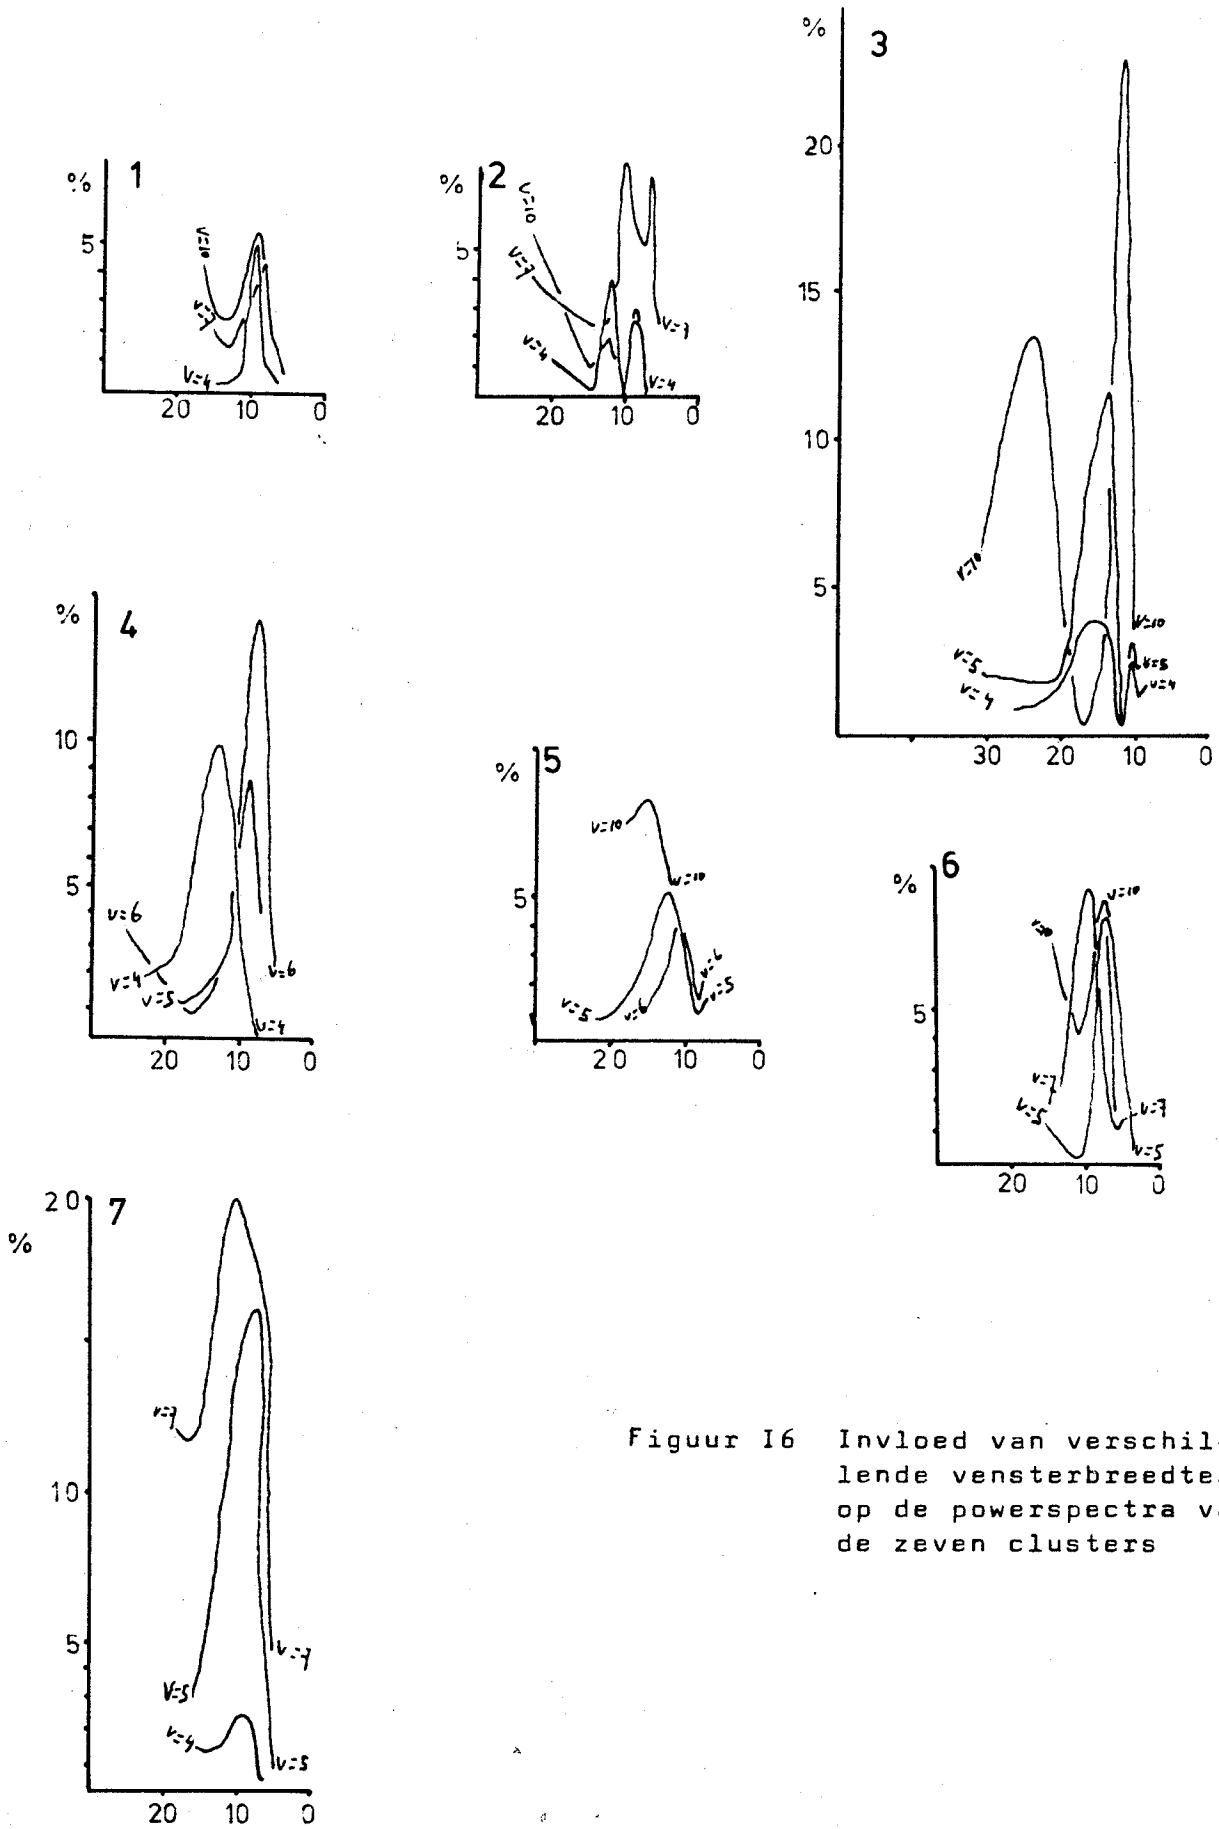 % 1
5
v=10
v=7
v=4
20 10 0
% 2
v=10
5
v=7
v=4
v=7
v=4
20 10 0
% 3
20
15
10
5
v=10
v=5
v=4
v=10
v=5
v=4
30 20 10 0
% 4
10
5
v=6
v=4
v=5
v=6
v=4
20 10 0
% 5
v=10
v=10
5
v=5
v=6
v=6
v=5
20 10 0
% 6
v=10
v=10
5
v=7
v=5
v=7
v=5
20 10 0
20 7
%
v=7
10
5
v=7
v=5
v=4
v=5
20 10 0
Figuur I6 Invloed van verschil-
lende vensterbreedte
op de powerspectra v
de zeven clusters